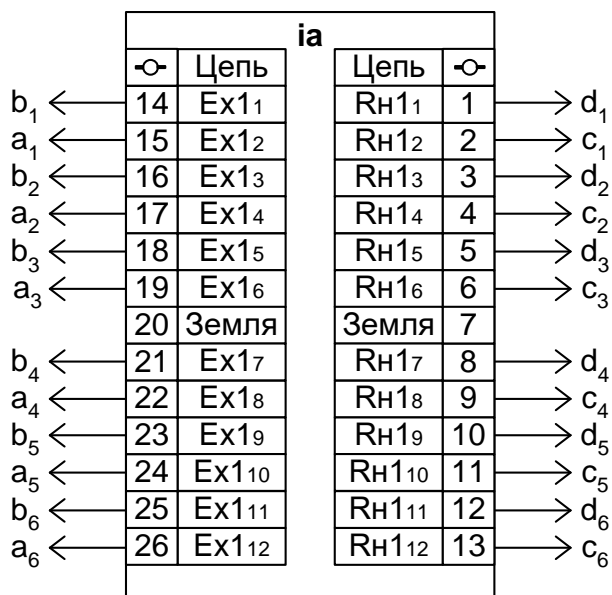 ia
Цепь Цепь
b₁ 14 Ex1₁ Rн1₁ 1 d₁
a₁ 15 Ex1₂ Rн1₂ 2 c₁
b₂ 16 Ex1₃ Rн1₃ 3 d₂
a₂ 17 Ex1₄ Rн1₄ 4 c₂
b₃ 18 Ex1₅ Rн1₅ 5 d₃
a₃ 19 Ex1₆ Rн1₆ 6 c₃
20 Земля Земля 7
b₄ 21 Ex1₇ Rн1₇ 8 d₄
a₄ 22 Ex1₈ Rн1₈ 9 c₄
b₅ 23 Ex1₉ Rн1₉ 10 d₅
a₅ 24 Ex1₁₀ Rн1₁₀ 11 c₅
b₆ 25 Ex1₁₁ Rн1₁₁ 12 d₆
a₆ 26 Ex1₁₂ Rн1₁₂ 13 c₆